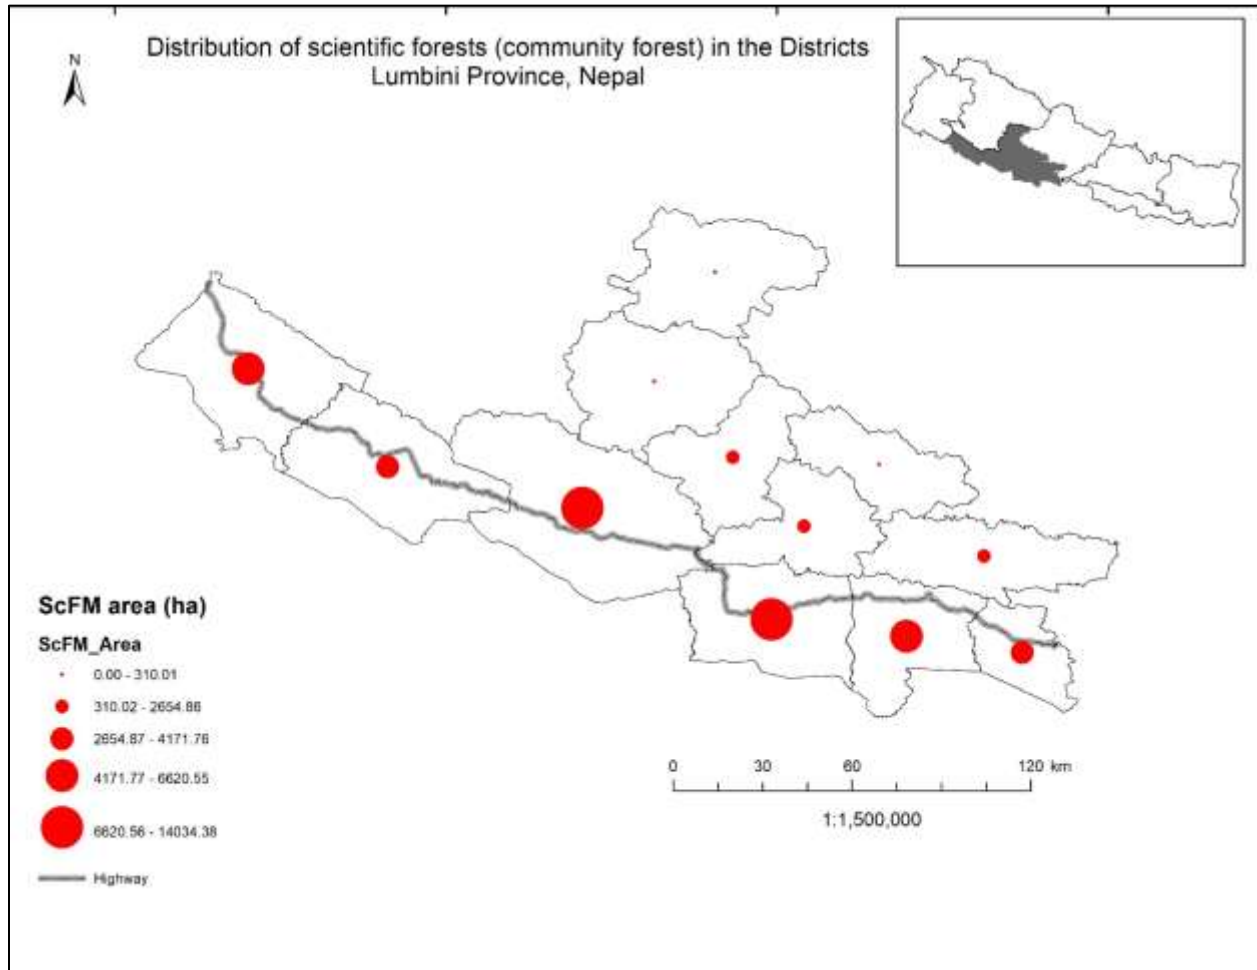 Distribution of scientific forests (community forest) in the Districts
Lumbini Province, Nepal
N
ScFM area (ha)
ScFM_Area
0.00 - 310.01
310.02 - 2654.86
2654.87 - 4171.76
4171.77 - 6620.55
6620.56 - 14034.38
Highway
0 30 60 120 km
1:1,500,000